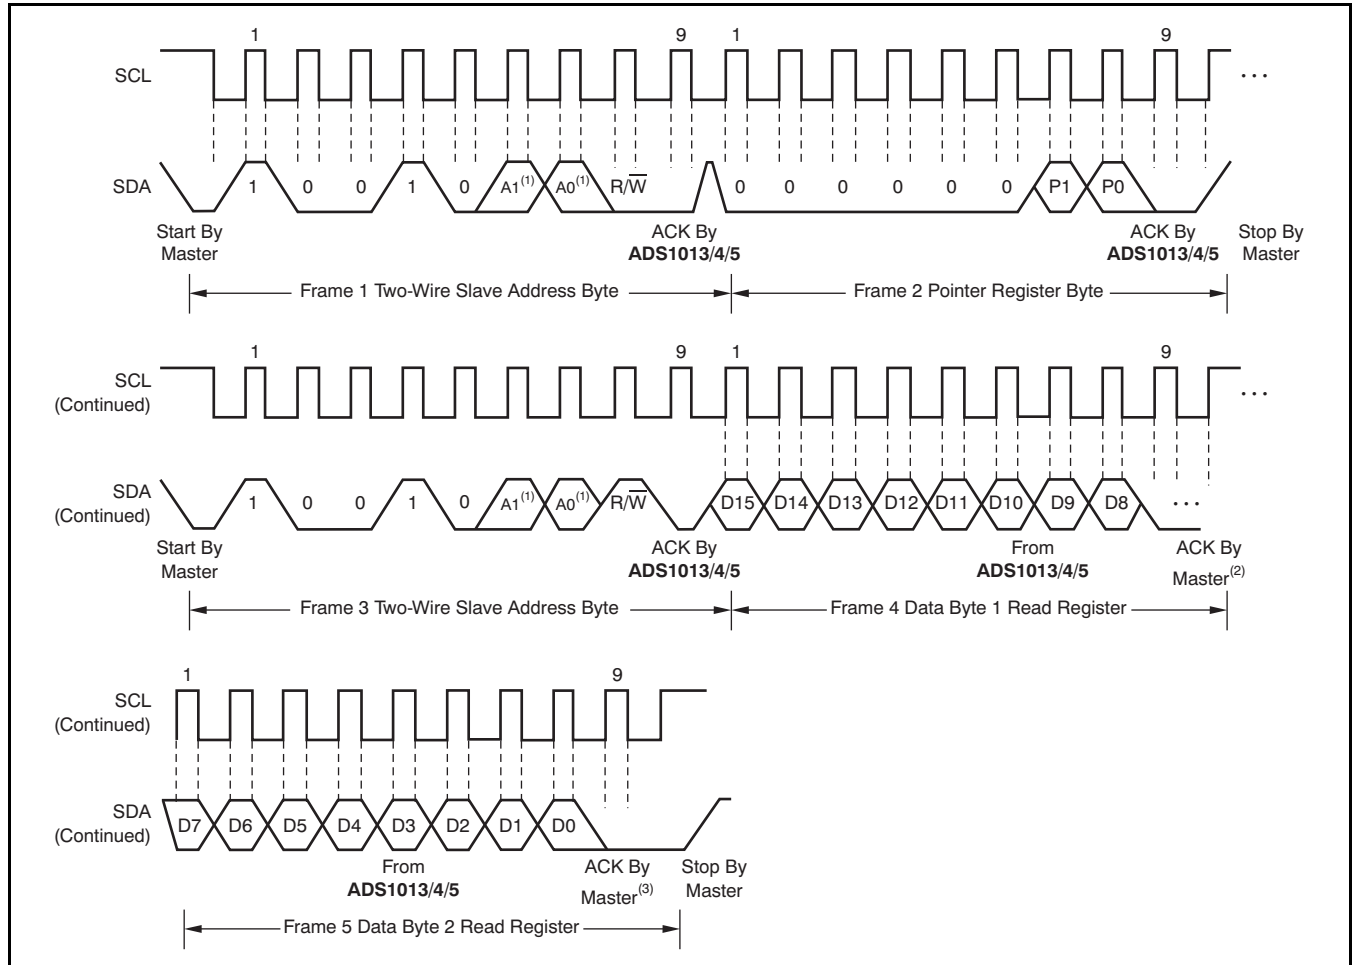 1 9 1 9
SCL ...
SDA 1 0 0 1 0 A1(1) A0(1) R/W̅ 0 0 0 0 0 0 P1 P0
Start By Master
ACK By ADS1013/4/5
ACK By ADS1013/4/5
Stop By Master
Frame 1 Two-Wire Slave Address Byte
Frame 2 Pointer Register Byte
1 9 1 9
SCL (Continued) ...
SDA (Continued) 1 0 0 1 0 A1(1) A0(1) R/W̅ D15 D14 D13 D12 D11 D10 D9 D8 ...
Start By Master
ACK By ADS1013/4/5
From ADS1013/4/5
ACK By Master(2)
Frame 3 Two-Wire Slave Address Byte
Frame 4 Data Byte 1 Read Register
1 9
SCL (Continued)
SDA (Continued) D7 D6 D5 D4 D3 D2 D1 D0
From ADS1013/4/5
ACK By Master(3)
Stop By Master
Frame 5 Data Byte 2 Read Register